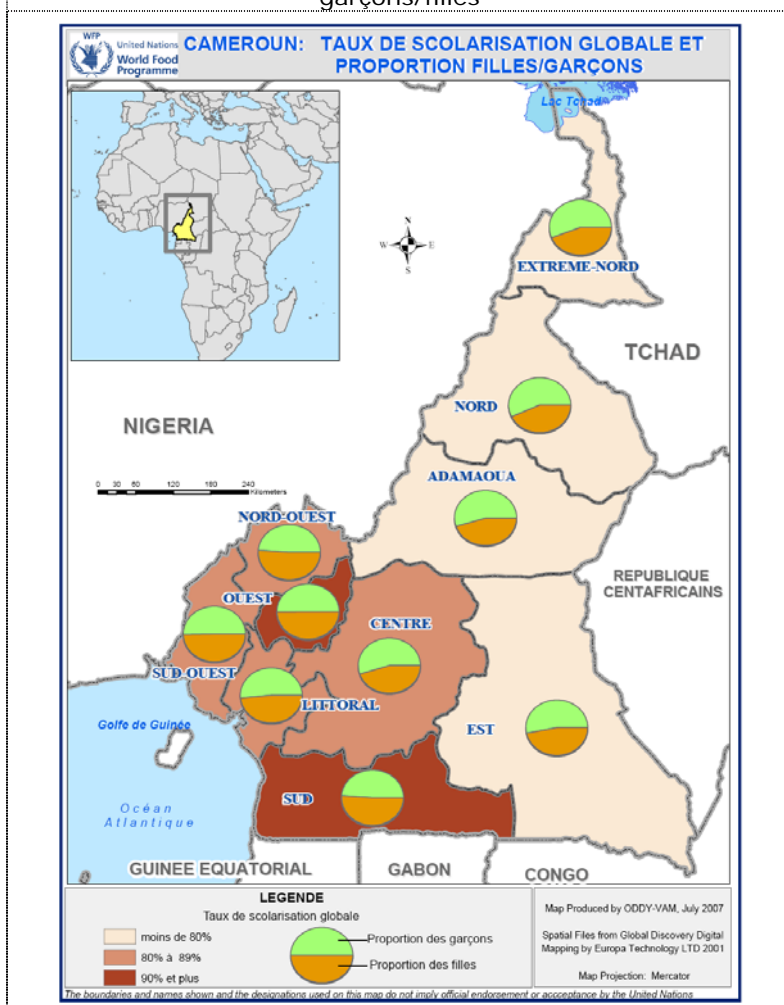 garçons/filles
WFP
United Nations
World Food
Programme
CAMEROUN: TAUX DE SCOLARISATION GLOBALE ET
PROPORTION FILLES/GARÇONS
Lac Tchad
N
W E
S
EXTREME-NORD
TCHAD
NORD
NIGERIA
ADAMAOUA
0 30 60 120 180 240
Kilometers
NORD-OUEST
REPUBLIQUE
CENTAFRICAINS
OUEST
CENTRE
SUD-OUEST
LITTORAL
EST
Golfe de Guinée
SUD
Océan
Atlantique
GUINEE EQUATORIAL
GABON
CONGO
LEGENDE
Taux de scolarisation globale
moins de 80%
80% à 89%
90% et plus
Proportion des garçons
Proportion des filles
Map Produced by ODDY-VAM, July 2007
Spatial Files from Global Discovery Digital
Mapping by Europa Technology LTD 2001
Map Projection: Mercator
The boundaries and names shown and the designations used on this map do not imply official endorsement or acccceptance by the United Nations